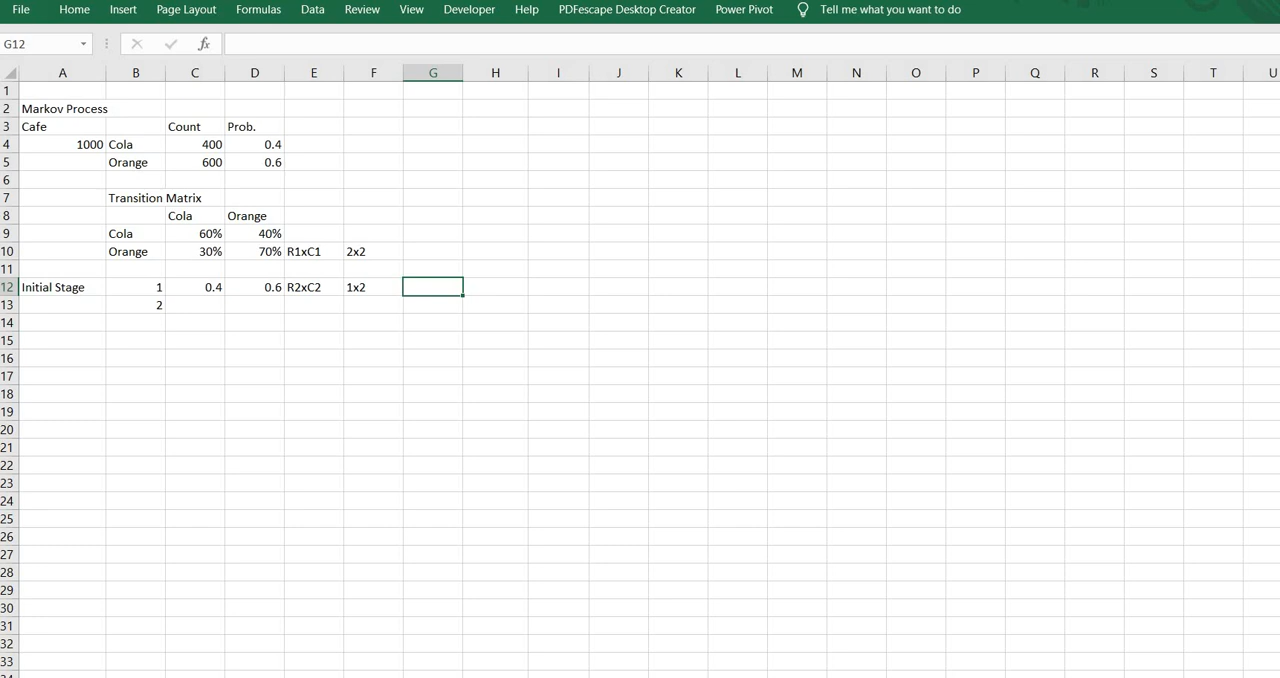 File Home Insert Page Layout Formulas Data Review View Developer Help PDFescape Desktop Creator Power Pivot Tell me what you want to do
G12 fx
A B C D E F G H I J K L M N O P Q R S T U
1
2 Markov Process
3 Cafe Count Prob.
4 1000 Cola 400 0.4
5 Orange 600 0.6
6
7 Transition Matrix
8 Cola Orange
9 Cola 60% 40%
10 Orange 30% 70% R1xC1 2x2
11
12 Initial Stage 1 0.4 0.6 R2xC2 1x2
13 2
14
15
16
17
18
19
20
21
22
23
24
25
26
27
28
29
30
31
32
33